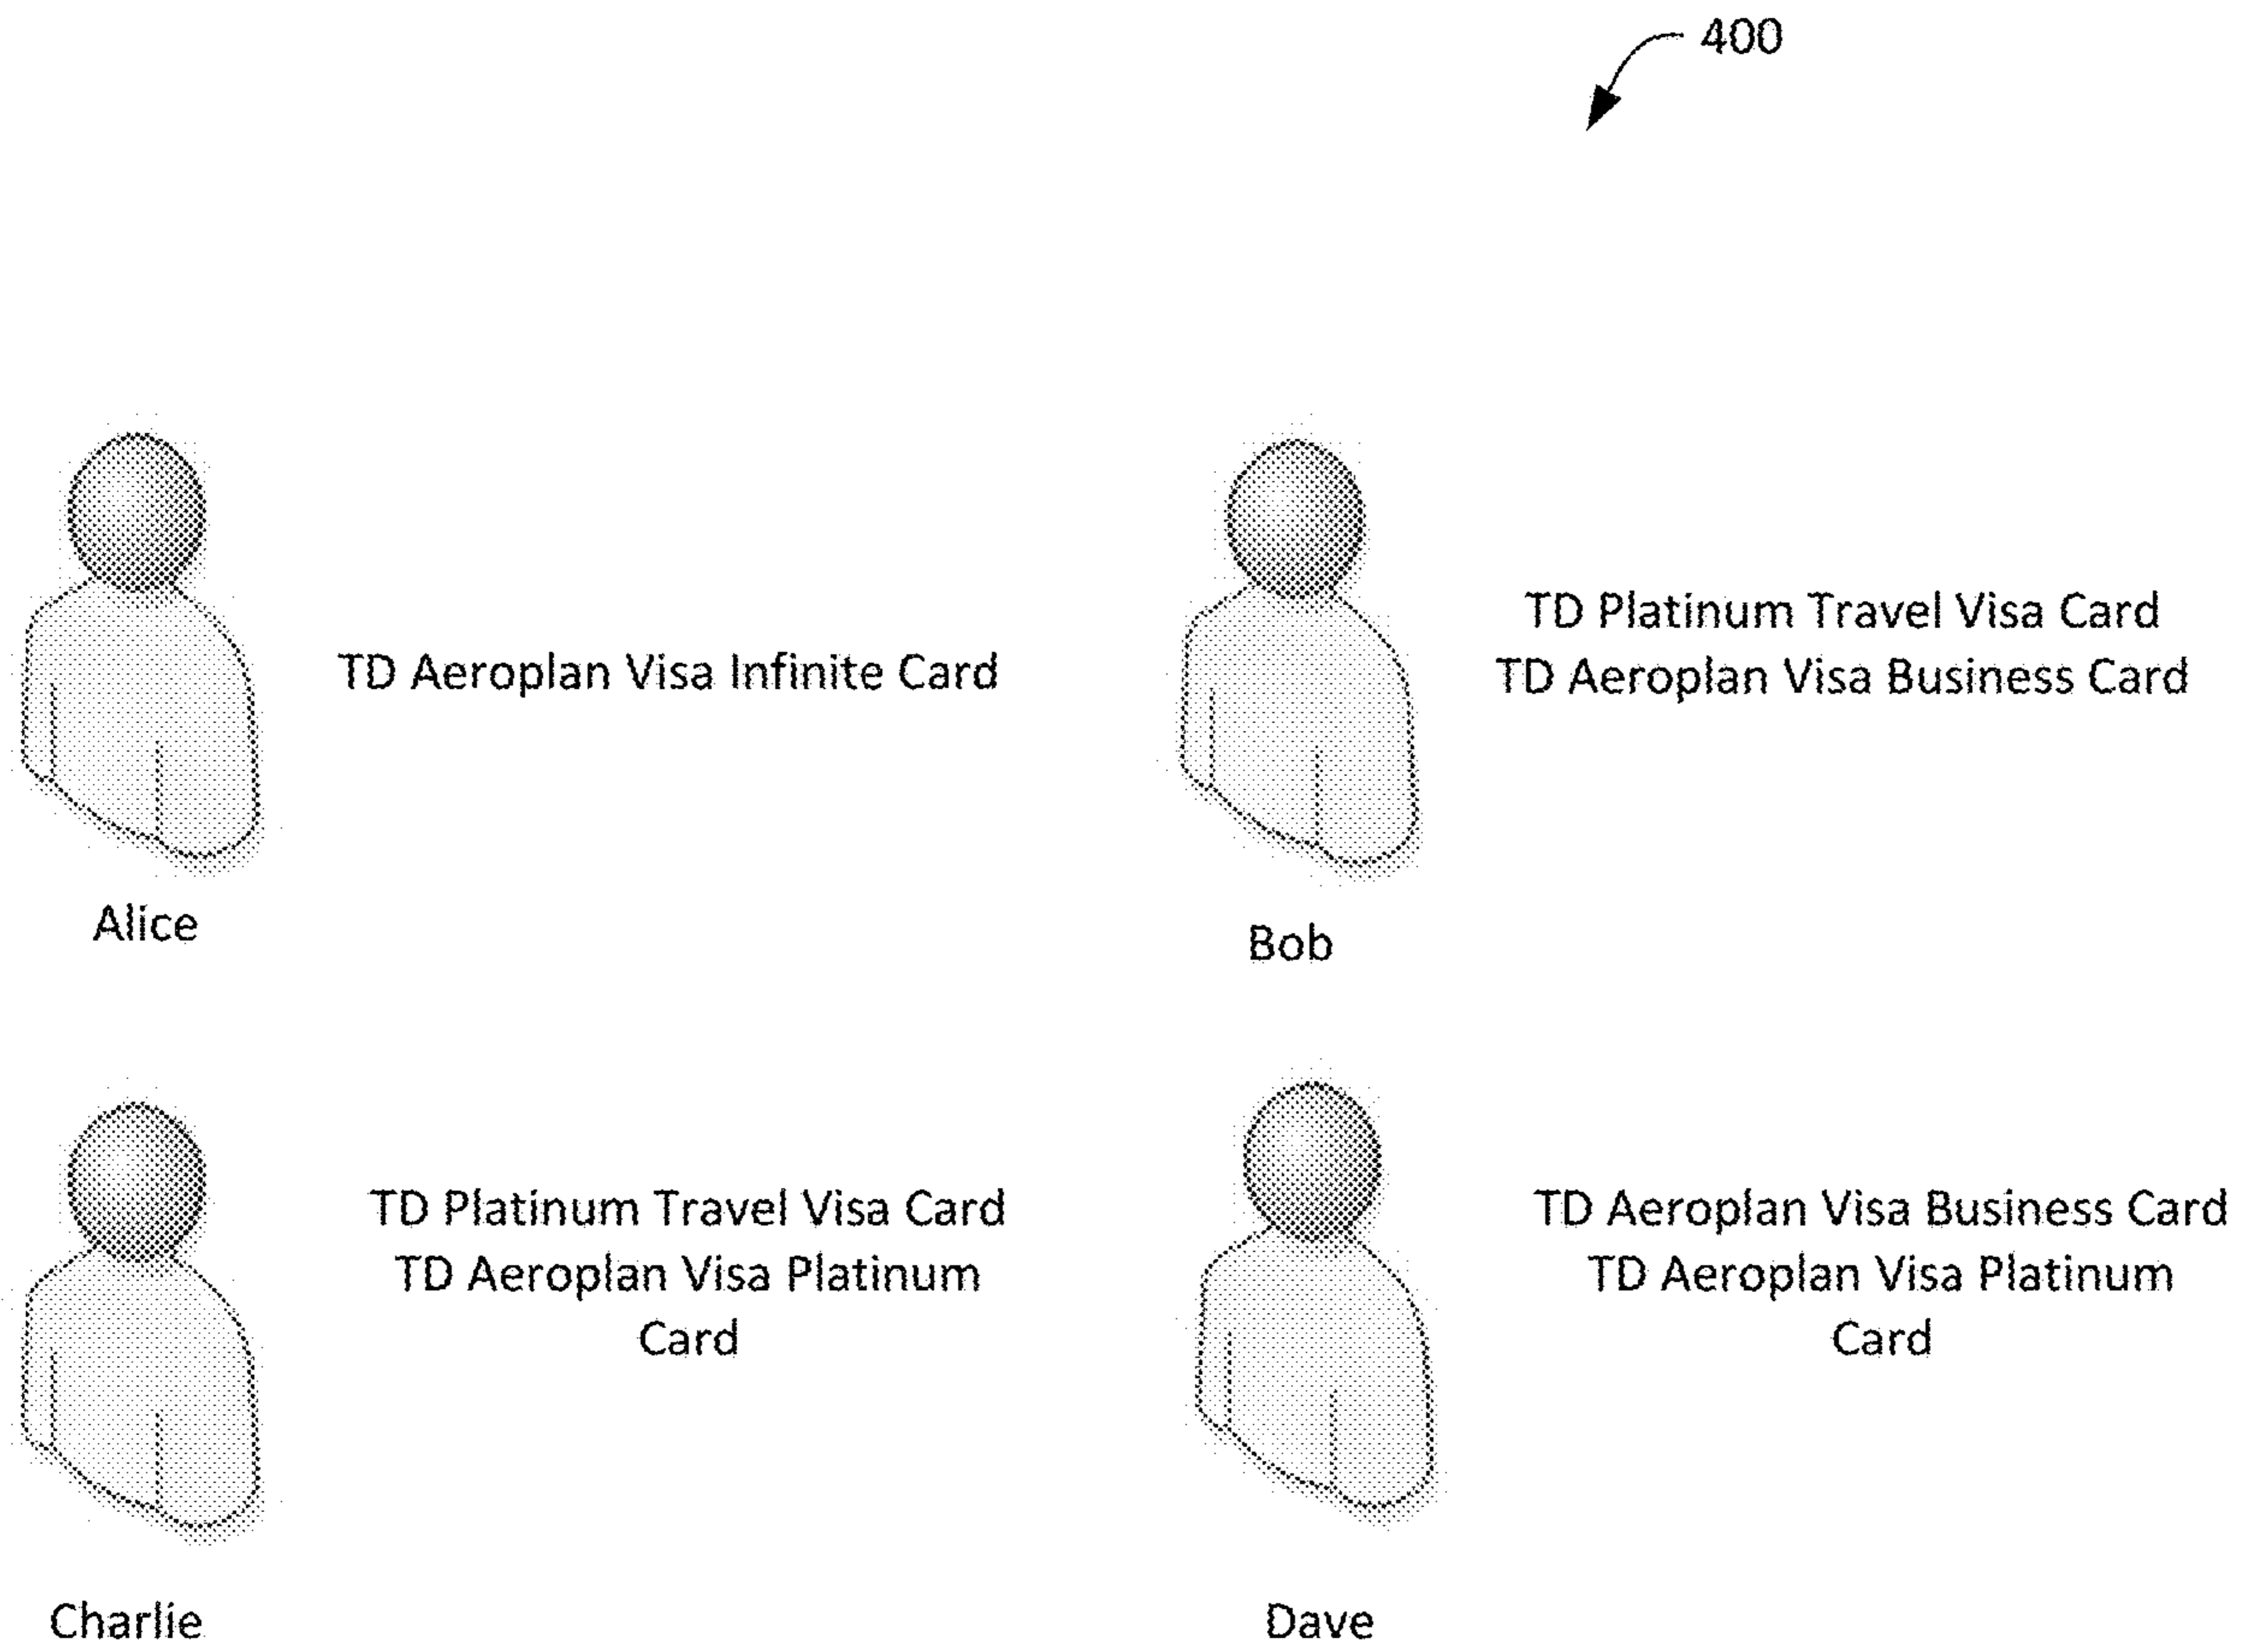 400
TD Aeroplan Visa Infinite Card
Alice
TD Platinum Travel Visa Card
TD Aeroplan Visa Business Card
Bob
TD Platinum Travel Visa Card
TD Aeroplan Visa Platinum
Card
Charlie
TD Aeroplan Visa Business Card
TD Aeroplan Visa Platinum
Card
Dave